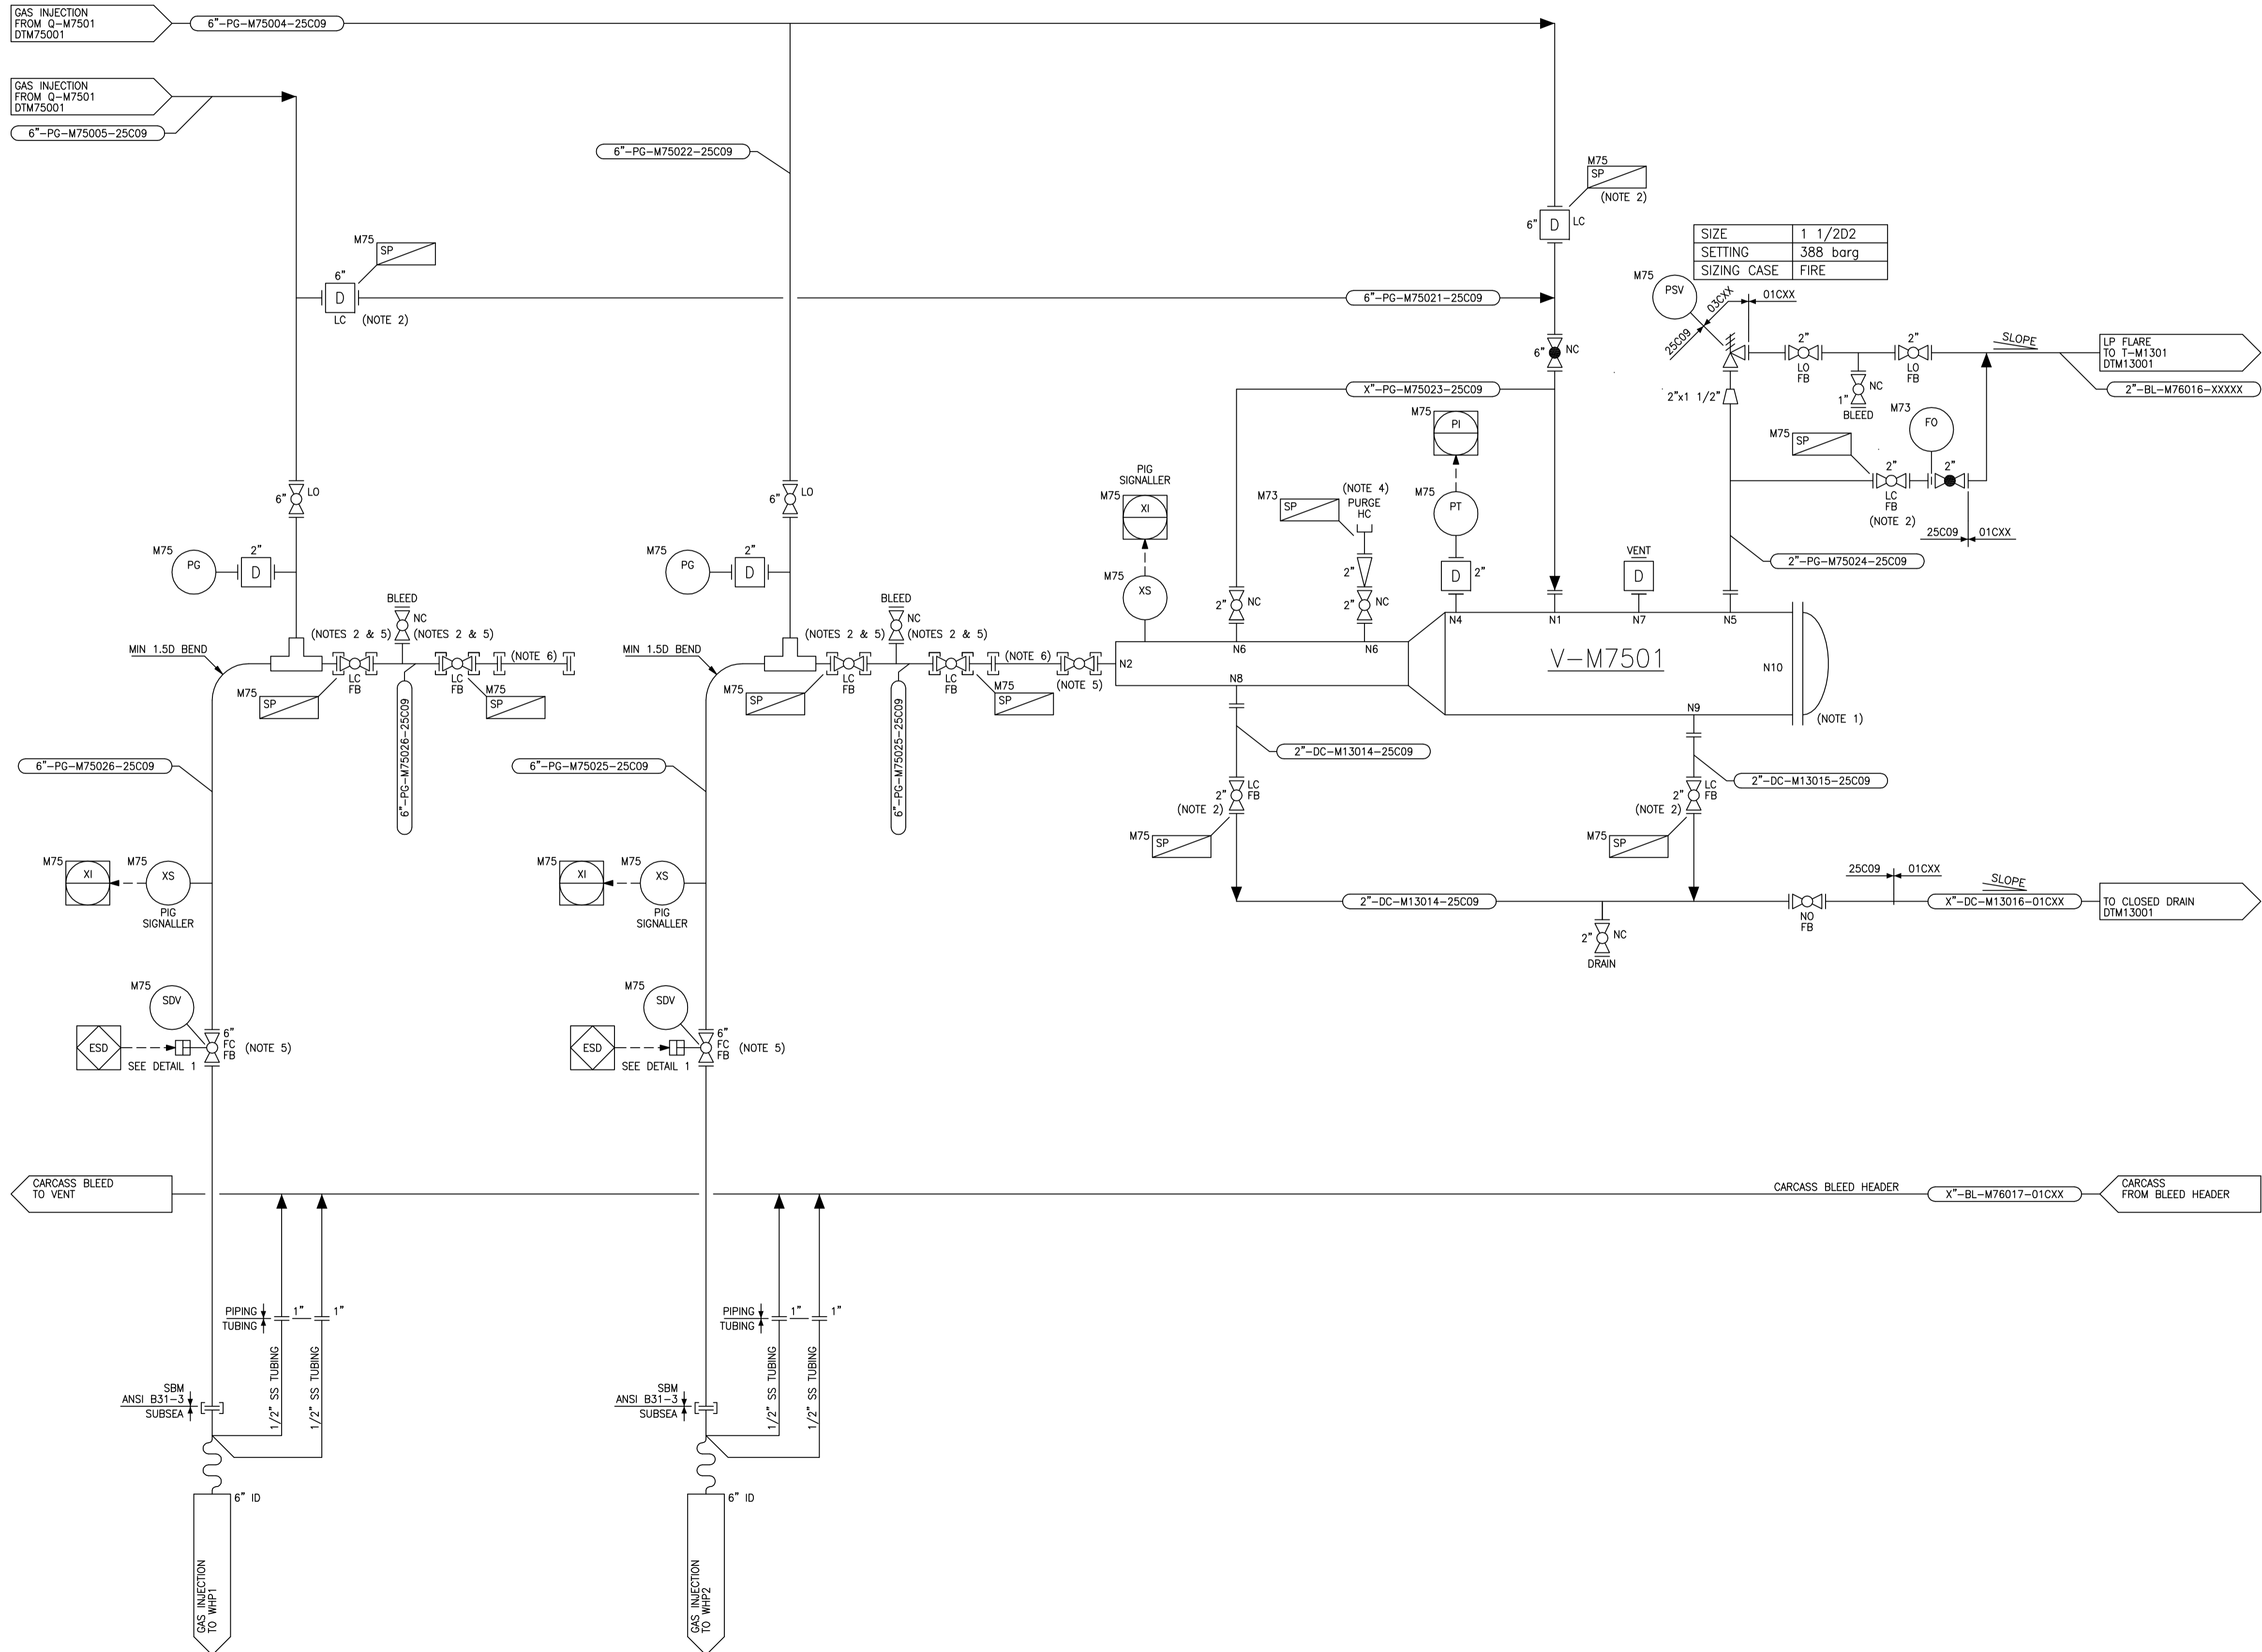 GAS INJECTION
FROM Q-M7501
DTM75001
6"-PG-M75004-25C09
GAS INJECTION
FROM Q-M7501
DTM75001
6"-PG-M75005-25C09
6"-PG-M75022-25C09
M75
SP
(NOTE 2)
6"
D
LC
M75
SP
6"
D
LC
(NOTE 2)
6"-PG-M75021-25C09
SIZE
1 1/2D2
SETTING
388 barg
SIZING CASE
FIRE
M75
PSV
25C09
03CXX
01CXX
2"
LO
FB
2"
LO
FB
SLOPE
LP FLARE
TO T-M1301
DTM13001
2"-BL-M76016-XXXXX
NC
1"
BLEED
M73
FO
2"x1 1/2"
M75
SP
2"
LC
FB
(NOTE 2)
2"
25C09
01CXX
2"-PG-M75024-25C09
6"
NC
X"-PG-M75023-25C09
M75
PI
M75
PT
D
2"
PIG
SIGNALLER
M75
XI
M75
XS
M73
SP
(NOTE 4)
PURGE
HC
2"
2"
NC
2"
NC
VENT
D
6"
LO
6"
LO
M75
PG
2"
D
M75
PG
2"
D
BLEED
NC
(NOTES 2 & 5)
(NOTES 2 & 5)
MIN 1.5D BEND
(NOTE 6)
LC
FB
LC
FB
M75
SP
M75
SP
6"-PG-M75026-25C09
BLEED
NC
(NOTES 2 & 5)
(NOTES 2 & 5)
MIN 1.5D BEND
(NOTE 6)
(NOTE 5)
LC
FB
LC
FB
M75
SP
M75
SP
6"-PG-M75025-25C09
N2
N6
N6
N8
N4
N1
N7
N5
V-M7501
N10
N9
(NOTE 1)
6"-PG-M75026-25C09
6"-PG-M75025-25C09
2"-DC-M13014-25C09
2"
LC
FB
(NOTE 2)
M75
SP
2"-DC-M13015-25C09
2"
LC
FB
(NOTE 2)
M75
SP
M75
XI
M75
XS
PIG
SIGNALLER
M75
XI
M75
XS
PIG
SIGNALLER
2"-DC-M13014-25C09
2"
NC
DRAIN
NO
FB
25C09
01CXX
SLOPE
X"-DC-M13016-01CXX
TO CLOSED DRAIN
DTM13001
M75
SDV
ESD
6"
FC
FB
(NOTE 5)
SEE DETAIL 1
M75
SDV
ESD
6"
FC
FB
(NOTE 5)
SEE DETAIL 1
CARCASS BLEED
TO VENT
CARCASS BLEED HEADER
X"-BL-M76017-01CXX
CARCASS
FROM BLEED HEADER
PIPING
TUBING
1"
1"
1/2" SS TUBING
1/2" SS TUBING
PIPING
TUBING
1"
1"
1/2" SS TUBING
1/2" SS TUBING
SBM
ANSI B31-3
SUBSEA
SBM
ANSI B31-3
SUBSEA
6" ID
GAS INJECTION
TO WHP1
6" ID
GAS INJECTION
TO WHP2